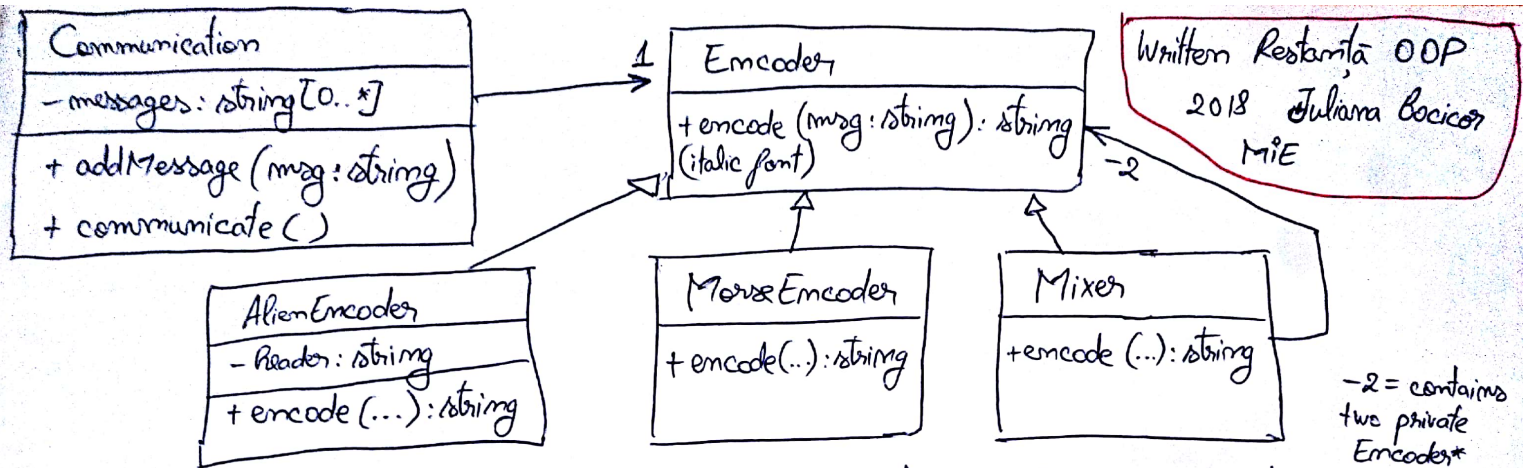 Communication
- messages: string [0..*]
+ addMessage (msg: string)
+ communicate ( )
1
Encoder
+ encode (msg: string): string
(italic font)
-2
Written Restanță OOP
2018 Iuliana Bocicor
MiE
AlienEncoder
- header: string
+ encode (...): string
MorseEncoder
+ encode (..): string
Mixer
+ encode (..): string
-2 = contains
two private
Encoder*